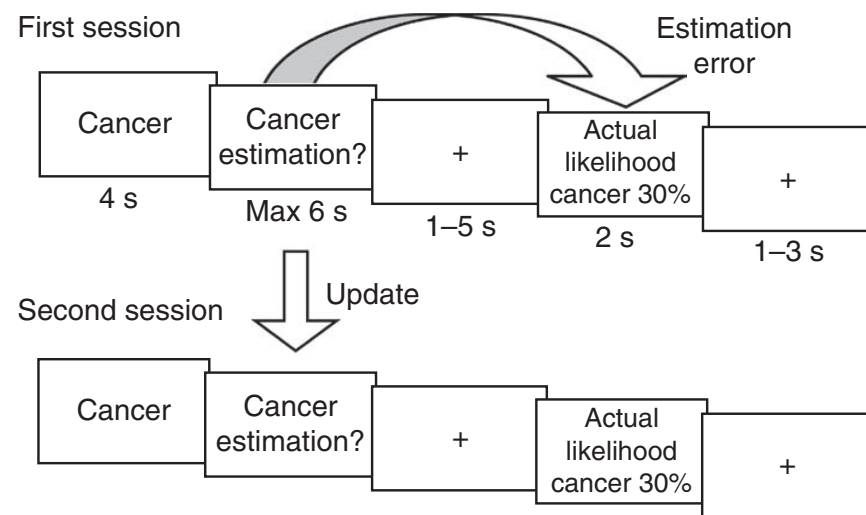 First session
Estimation
error
Cancer
Cancer
estimation?
+
Actual
likelihood
cancer 30%
+
4 s
Max 6 s
1–5 s
2 s
1–3 s
Update
Second session
Cancer
Cancer
estimation?
+
Actual
likelihood
cancer 30%
+